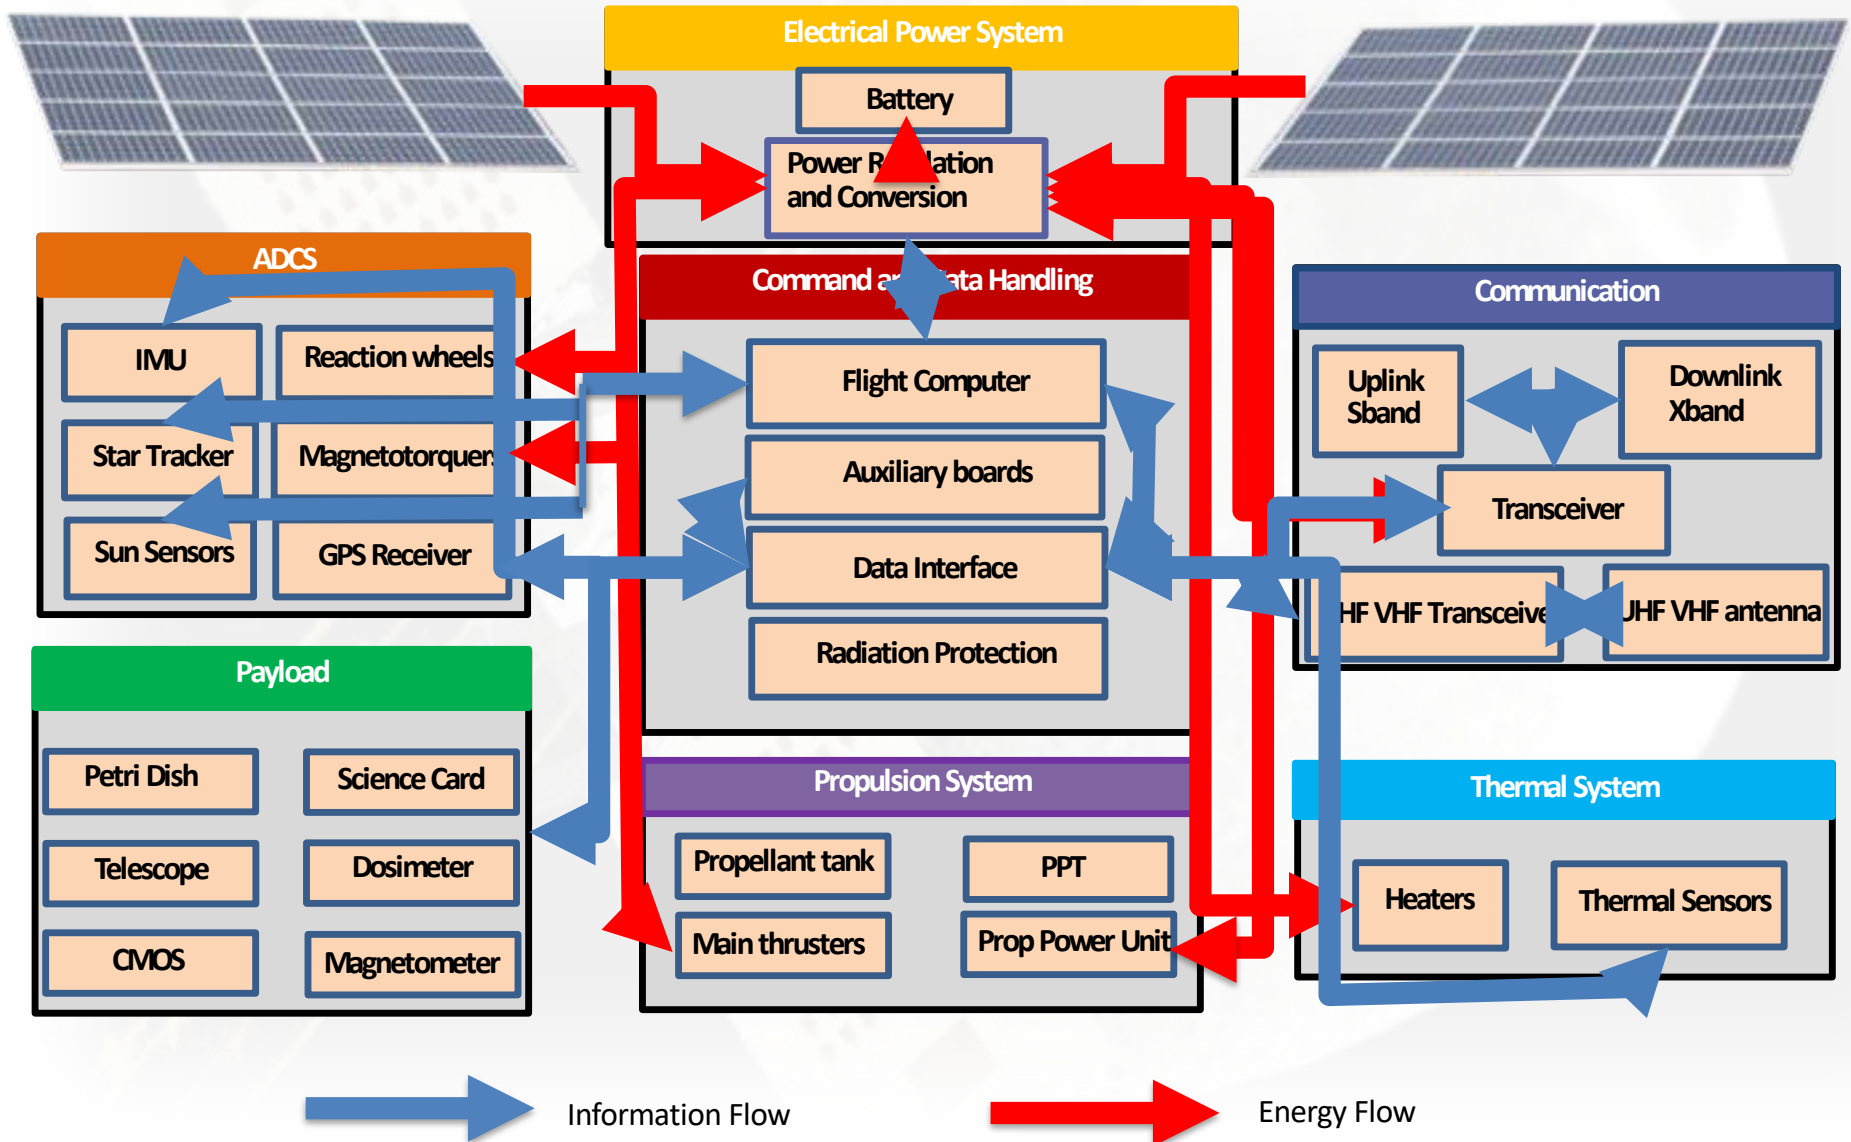 Electrical Power System
Battery
Power
and Conversion
ADCS
IMU
Reaction wheels
Star Tracker
Magnetotorquers
Sun Sensors
GPS Receiver
Command and Data Handling
Flight Computer
Auxiliary boards
Data Interface
Radiation Protection
Communication
Uplink
Sband
Downlink
Xband
Transceiver
HF VHF Transceive
UHF VHF antenna
Payload
Petri Dish
Science Card
Telescope
Dosimeter
CMOS
Magnetometer
Propulsion System
Propellant tank
PPT
Main thrusters
Prop Power Unit
Thermal System
Heaters
Thermal Sensors
Information Flow
Energy Flow